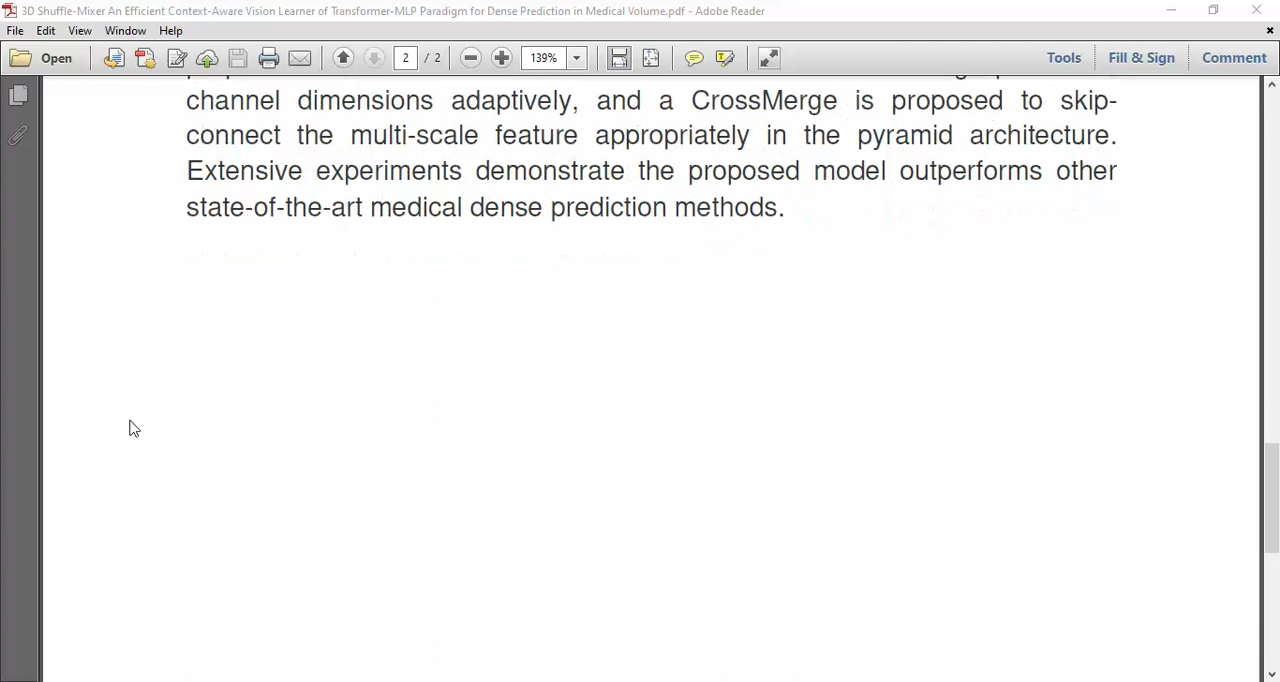 3D Shuffle-Mixer An Efficient Context-Aware Vision Learner of Transformer-MLP Paradigm for Dense Prediction in Medical Volume.pdf - Adobe Reader
File Edit View Window Help
Open 2 / 2 139% Tools Fill & Sign Comment
channel dimensions adaptively, and a CrossMerge is proposed to skip-
connect the multi-scale feature appropriately in the pyramid architecture.
Extensive experiments demonstrate the proposed model outperforms other
state-of-the-art medical dense prediction methods.